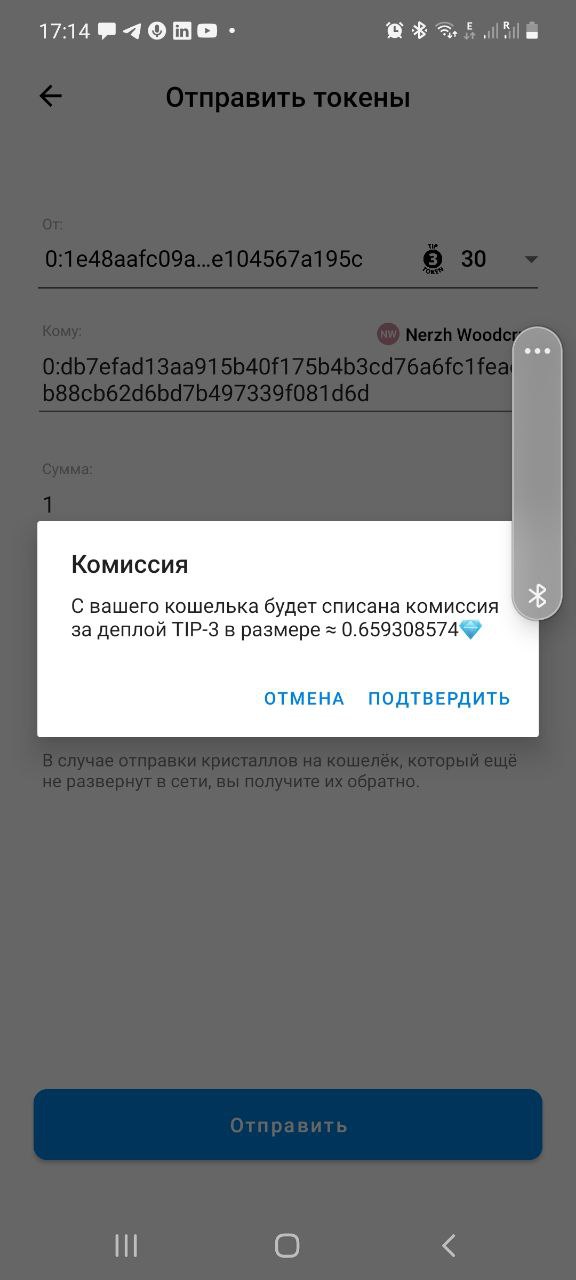 17:14
Отправить токены
От:
0:1e48aafc09a...e104567a195c
TIP 3 TOKEN
30
Кому:
NW Nerzh
0:db7efad13aa915b40f175b4b3cd76a6fc1fea
b88cb62d6bd7b497339f081d6d
Сумма:
1
Комиссия
С вашего кошелька будет списана комиссия
за деплой TIP-3 в размере ≈ 0.659308574💎
ОТМЕНА ПОДТВЕРДИТЬ
В случае отправки кристаллов на кошелёк, который ещё
не развернут в сети, вы получите их обратно.
Отправить